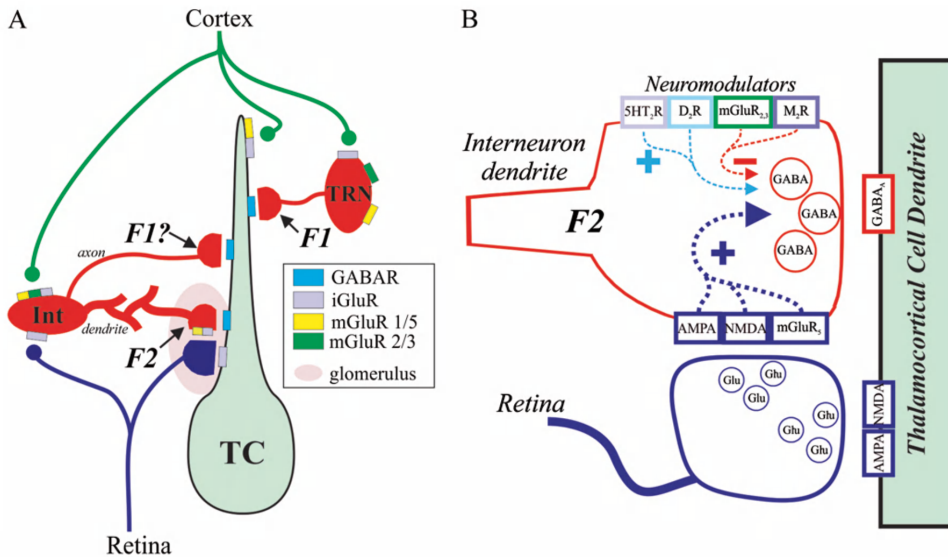 A
Cortex
TRN
F1
F1?
axon
Int
dendrite
F2
GABAR
iGluR
mGluR 1/5
mGluR 2/3
glomerulus
TC
Retina
B
Neuromodulators
5HT2R
D2R
mGluR2,3
M2R
Interneuron
dendrite
+
−
GABA
GABA
GABA
F2
+
AMPA
NMDA
mGluR5
GABAA
Retina
Glu
Glu
Glu
Glu
Glu
Glu
NMDA
AMPA
Thalamocortical Cell Dendrite